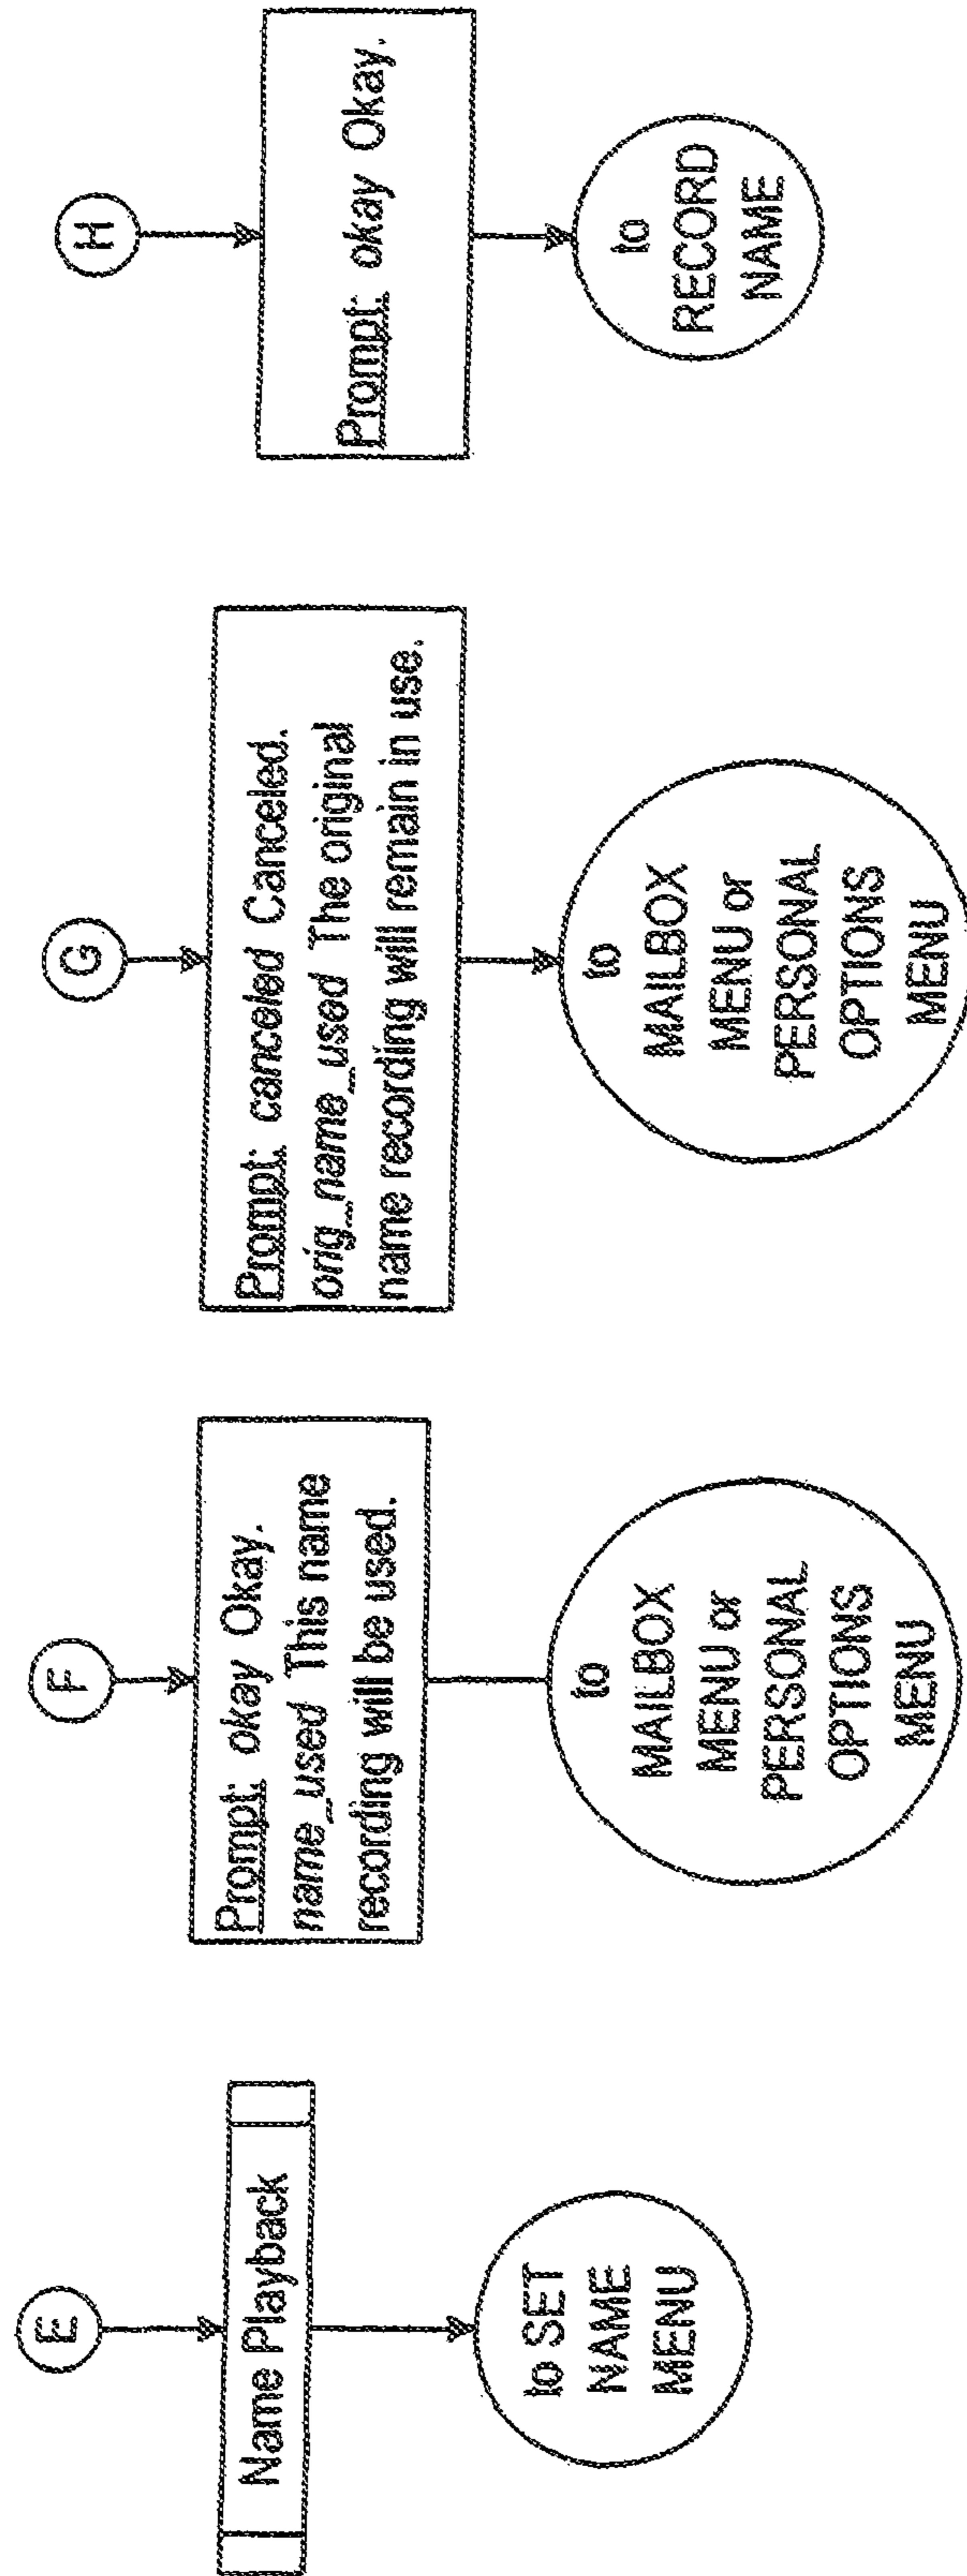 E
Name Playback
to SET
NAME
MENU
F
Prompt: okay Okay.
name_used This name
recording will be used.
to
MAILBOX
MENU or
PERSONAL
OPTIONS
MENU
G
Prompt: canceled Canceled.
orig_name_used The original
name recording will remain in use.
to
MAILBOX
MENU or
PERSONAL
OPTIONS
MENU
H
Prompt: okay Okay.
to
RECORD
NAME